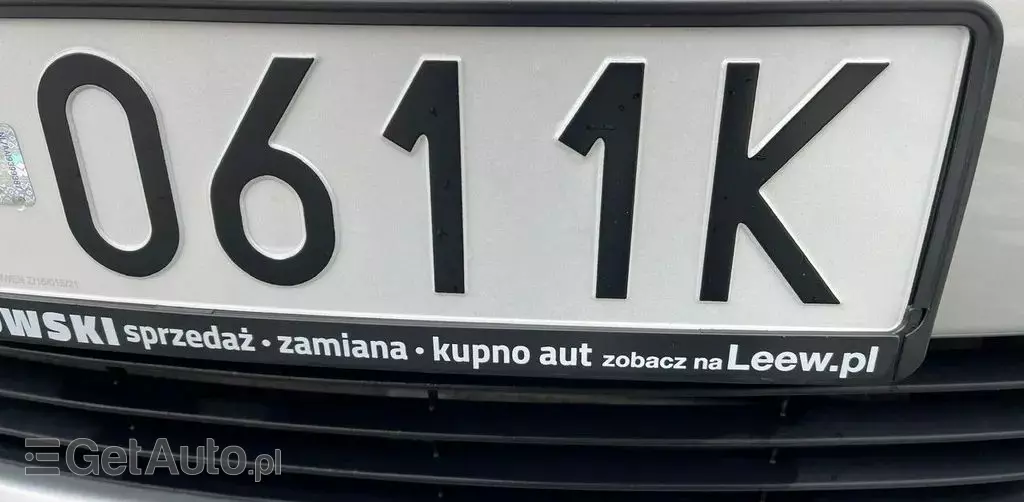 0611K
OWSKI sprzedaż · zamiana · kupno aut zobacz na Leew.pl
GetAuto.pl